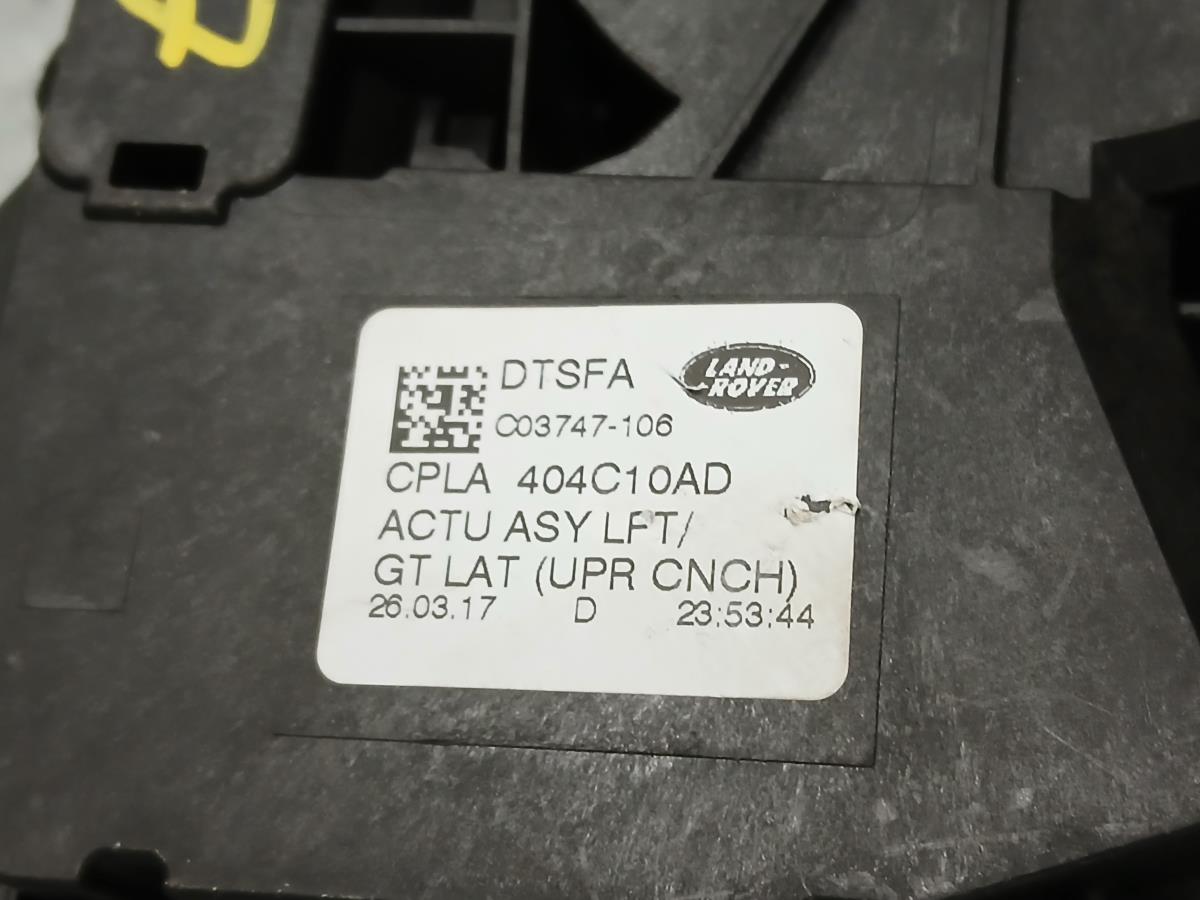 DTSFA
LAND-
-ROVER
C03747-106
CPLA 404C10AD
ACTU ASY LFT/
GT LAT (UPR CNCH)
26.03.17 D 23:53:44